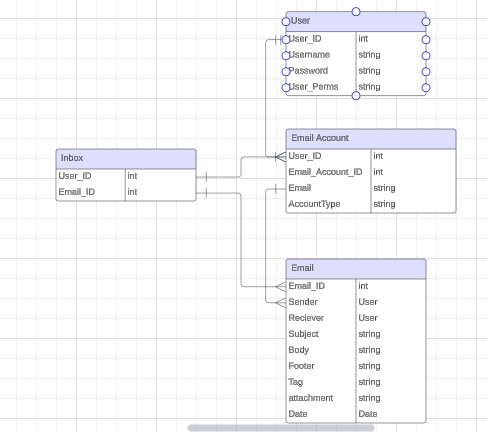 User
User_ID int
Username string
Password string
User_Perms string
Email Account
User_ID int
Email_Account_ID int
Email string
AccountType string
Inbox
User_ID int
Email_ID int
Email
Email_ID int
Sender User
Reciever User
Subject string
Body string
Footer string
Tag string
attachment string
Date Date